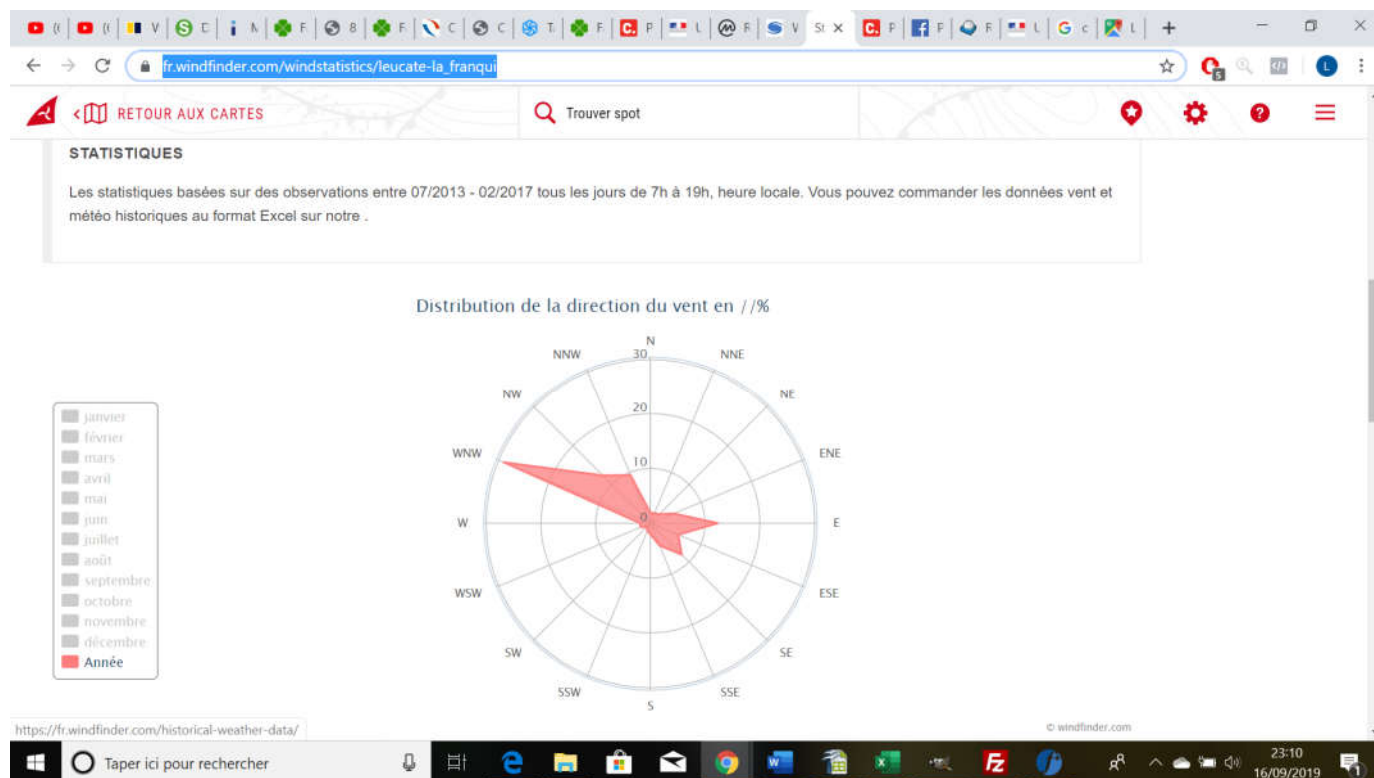 fr.windfinder.com/windstatistics/leucate-la_franqui
RETOUR AUX CARTES
Trouver spot
STATISTIQUES
Les statistiques basées sur des observations entre 07/2013 - 02/2017 tous les jours de 7h à 19h, heure locale. Vous pouvez commander les données vent et
météo historiques au format Excel sur notre .
Distribution de la direction du vent en //%
N
NNE
NE
ENE
E
ESE
SE
SSE
S
SSW
SW
WSW
W
WNW
NW
NNW
30
20
10
0
janvier
février
mars
avril
mai
juin
juillet
août
septembre
octobre
novembre
décembre
Année
https://fr.windfinder.com/historical-weather-data/
© windfinder.com
Taper ici pour rechercher
23:10
16/09/2019